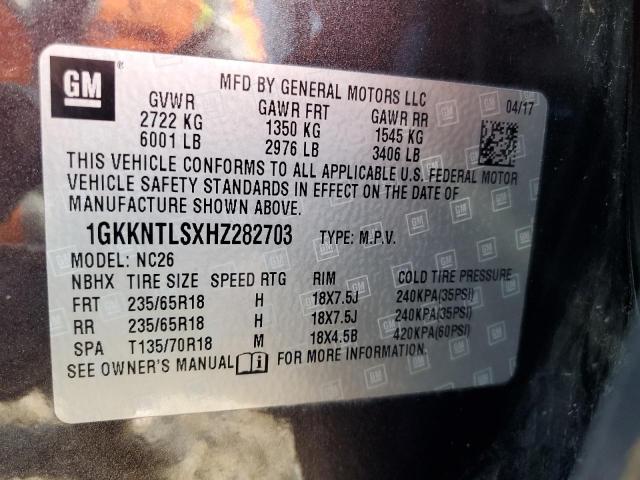 GM
MFD BY GENERAL MOTORS LLC
04/17
GVWR GAWR FRT GAWR RR
2722 KG 1350 KG 1545 KG
6001 LB 2976 LB 3406 LB
THIS VEHICLE CONFORMS TO ALL APPLICABLE U.S. FEDERAL MOTOR
VEHICLE SAFETY STANDARDS IN EFFECT ON THE DATE OF
MANUFACTURE SHOWN ABOVE.
1GKKNTLSXHZ282703 TYPE: M.P.V.
MODEL: NC26
NBHX TIRE SIZE SPEED RTG RIM COLD TIRE PRESSURE
FRT 235/65R18 H 18X7.5J 240KPA(35PSI)
RR 235/65R18 H 18X7.5J 240KPA(35PSI)
SPA T135/70R18 M 18X4.5B 420KPA(60PSI)
SEE OWNER'S MANUAL FOR MORE INFORMATION.